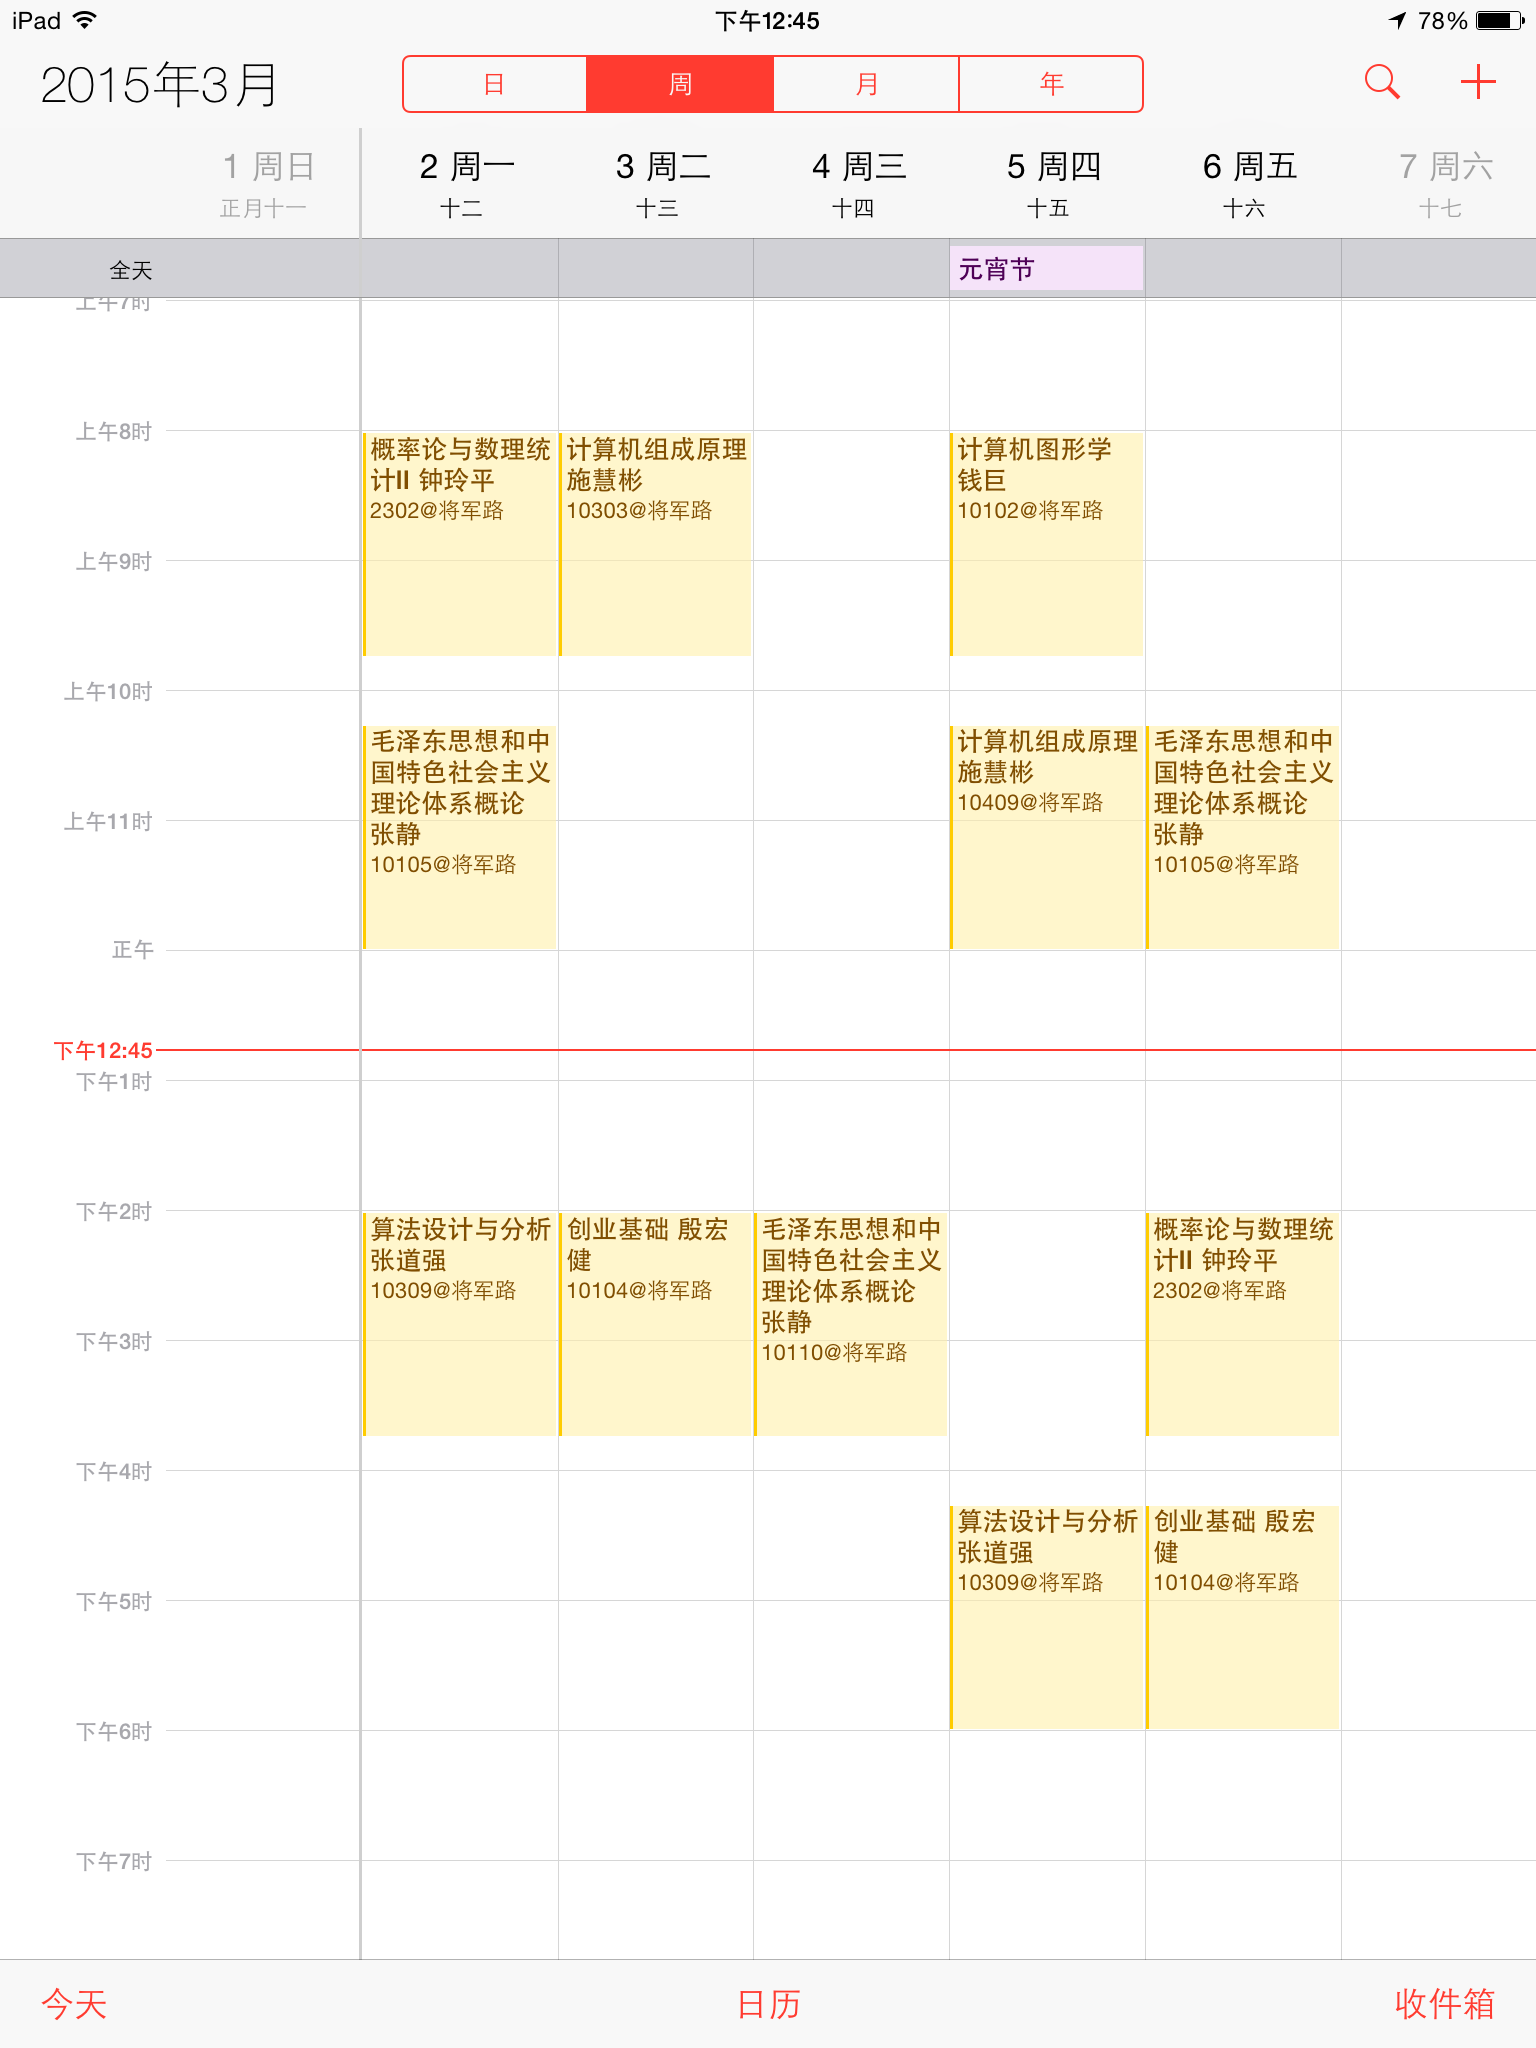 iPad 下午12:45 78%
2015年3月 日 周 月 年
1 周日 2 周一 3 周二 4 周三 5 周四 6 周五 7 周六
正月十一 十二 十三 十四 十五 十六 十七
全天 元宵节
上午7时
上午8时
概率论与数理统
计II 钟玲平
2302@将军路
计算机组成原理
施慧彬
10303@将军路
计算机图形学
钱巨
10102@将军路
上午9时
上午10时
毛泽东思想和中
国特色社会主义
理论体系概论
张静
10105@将军路
计算机组成原理
施慧彬
10409@将军路
毛泽东思想和中
国特色社会主义
理论体系概论
张静
10105@将军路
上午11时
正午
下午12:45
下午1时
下午2时
算法设计与分析
张道强
10309@将军路
创业基础 殷宏
健
10104@将军路
毛泽东思想和中
国特色社会主义
理论体系概论
张静
10110@将军路
概率论与数理统
计II 钟玲平
2302@将军路
下午3时
下午4时
算法设计与分析
张道强
10309@将军路
创业基础 殷宏
健
10104@将军路
下午5时
下午6时
下午7时
今天 日历 收件箱